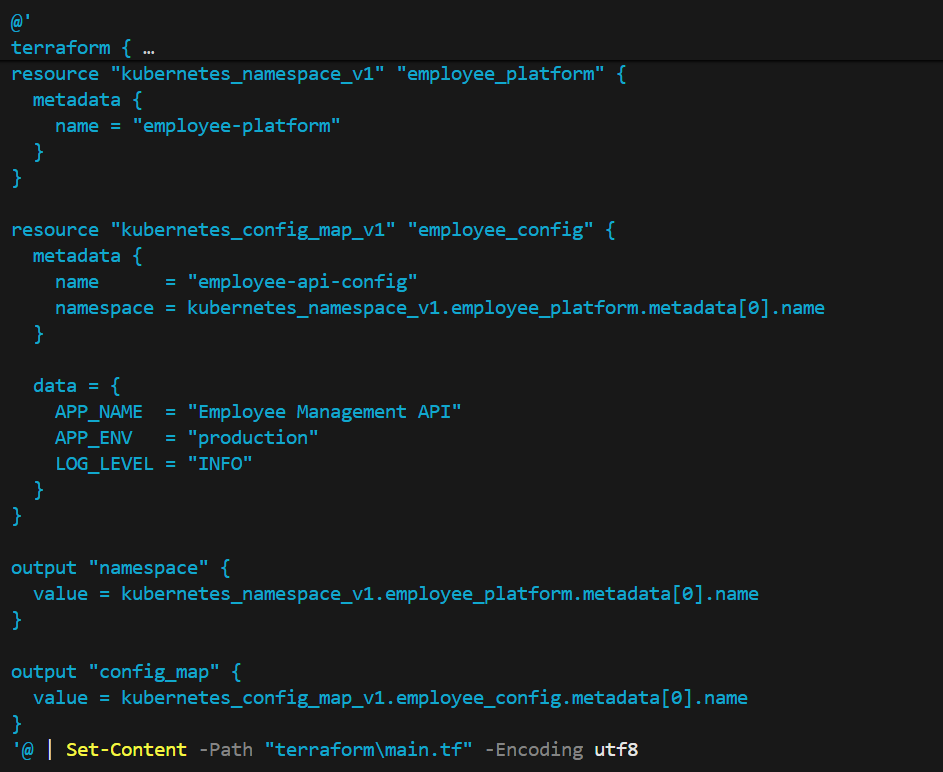 @'
terraform { …
resource "kubernetes_namespace_v1" "employee_platform" {
  metadata {
    name = "employee-platform"
  }
}

resource "kubernetes_config_map_v1" "employee_config" {
  metadata {
    name      = "employee-api-config"
    namespace = kubernetes_namespace_v1.employee_platform.metadata[0].name
  }

  data = {
    APP_NAME  = "Employee Management API"
    APP_ENV   = "production"
    LOG_LEVEL = "INFO"
  }
}

output "namespace" {
  value = kubernetes_namespace_v1.employee_platform.metadata[0].name
}

output "config_map" {
  value = kubernetes_config_map_v1.employee_config.metadata[0].name
}
'@ | Set-Content -Path "terraform\main.tf" -Encoding utf8